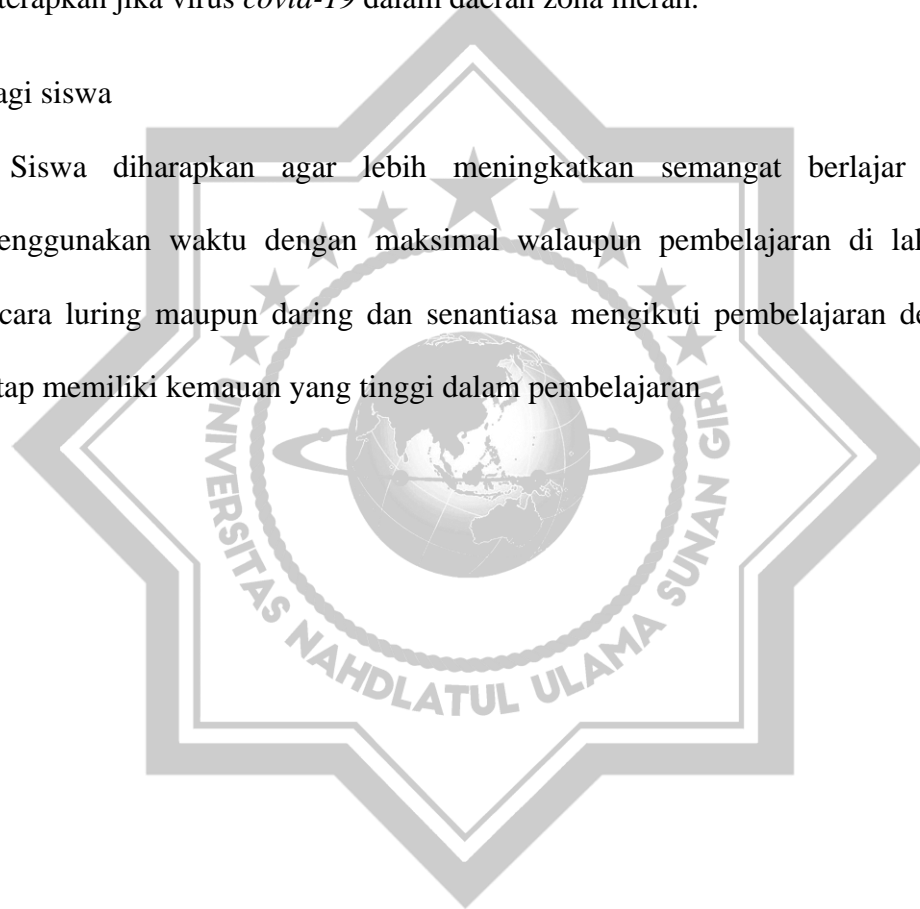 terapkan jika virus covid-19 dalam daerah zona merah.
agi siswa
Siswa diharapkan agar lebih meningkatkan semangat berlajar
enggunakan waktu dengan maksimal walaupun pembelajaran di lal
cara luring maupun daring dan senantiasa mengikuti pembelajaran de
tap memiliki kemauan yang tinggi dalam pembelajaran
UNIVERSITAS NAHDLATUL ULAMA SUNAN GIRI